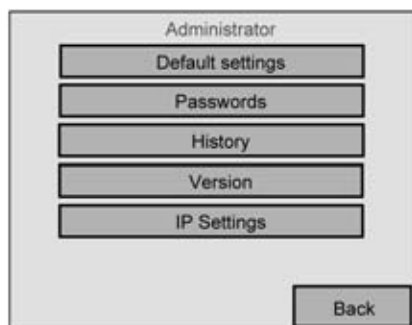 Administrator
Default settings
Passwords
History
Version
IP Settings
Back